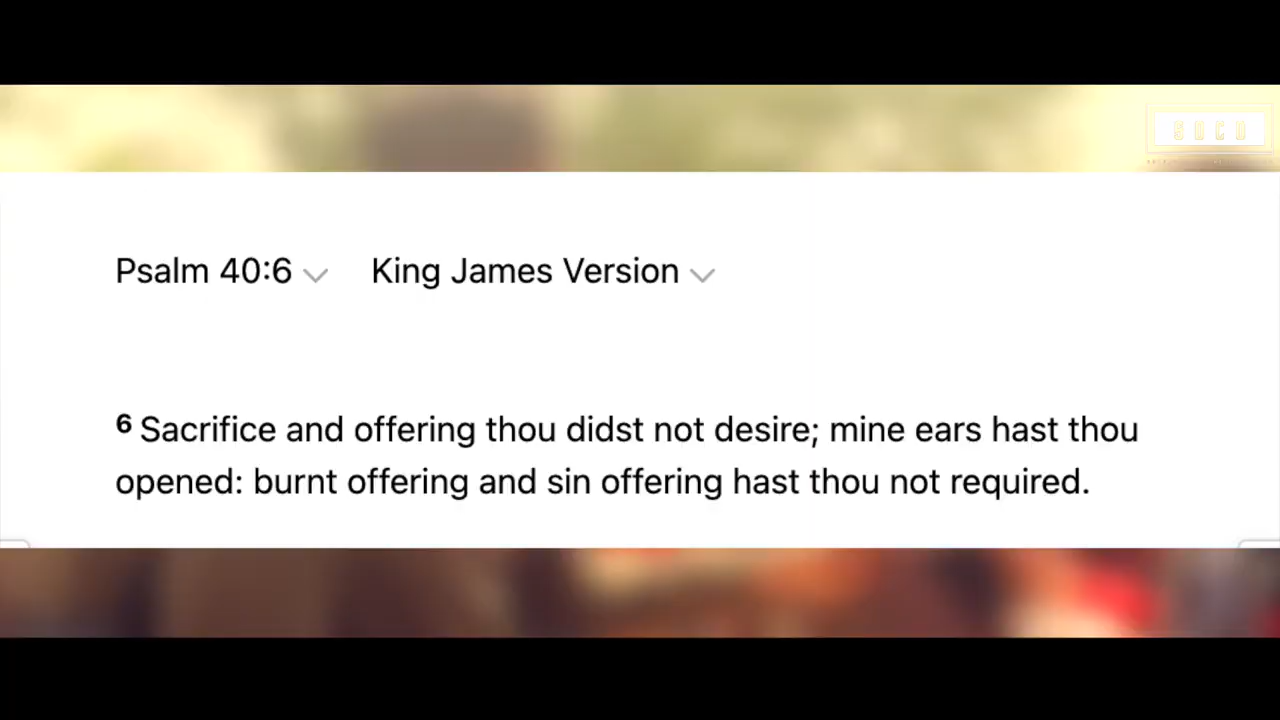 SOCO
Psalm 40:6 King James Version
6 Sacrifice and offering thou didst not desire; mine ears hast thou
opened: burnt offering and sin offering hast thou not required.